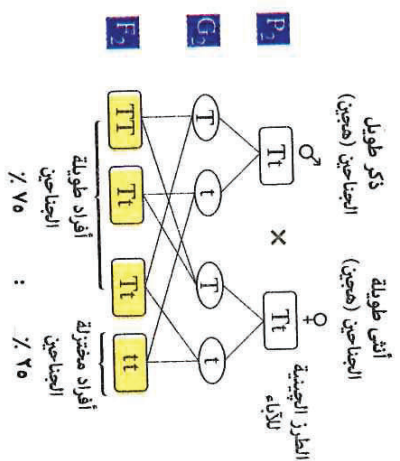 ذكر طويل
الجناحين (هجين)
أنثى طويلة
الجناحين (هجين)
♂
×
♀
الطرز الجينية
للآباء
P2
Tt
Tt
G2
T
t
T
t
F2
TT
Tt
Tt
tt
أفراد طويلة
الجناحين
أفراد مختزلة
الجناحين
٧٥ ٪
:
٢٥ ٪